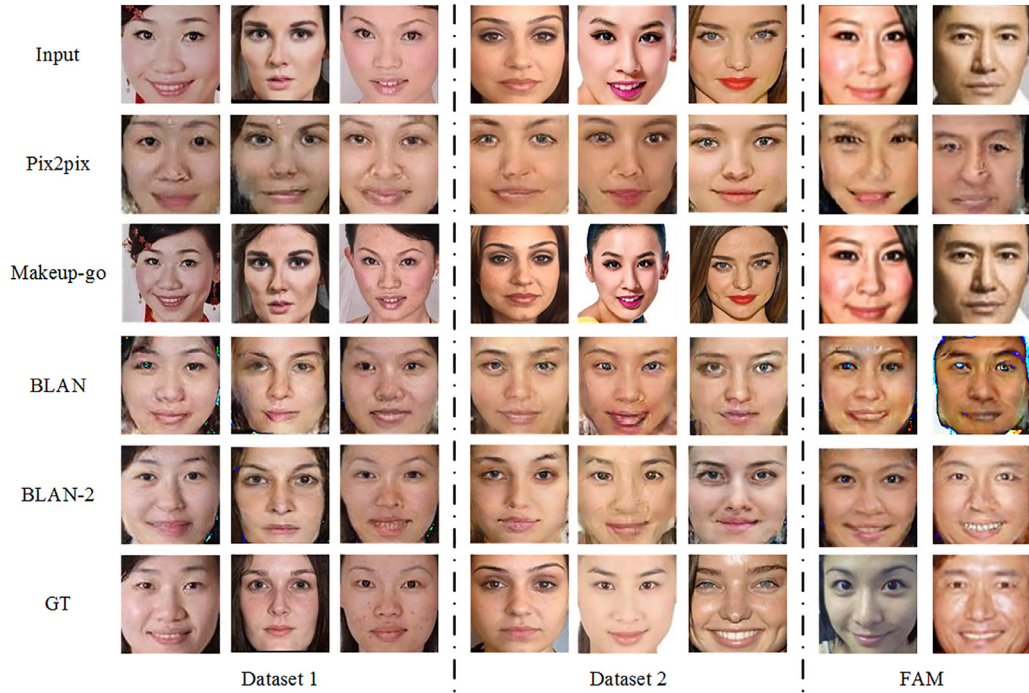 Input
Pix2pix
Makeup-go
BLAN
BLAN-2
GT
Dataset 1
Dataset 2
FAM